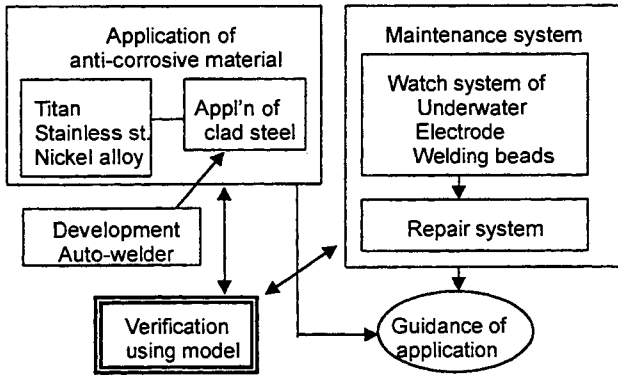 Application of
anti-corrosive material
Titan
Stainless st.
Nickel alloy
Appl'n of
clad steel
Development
Auto-welder
Verification
using model
Maintenance system
Watch system of
Underwater
Electrode
Welding beads
Repair system
Guidance of
application